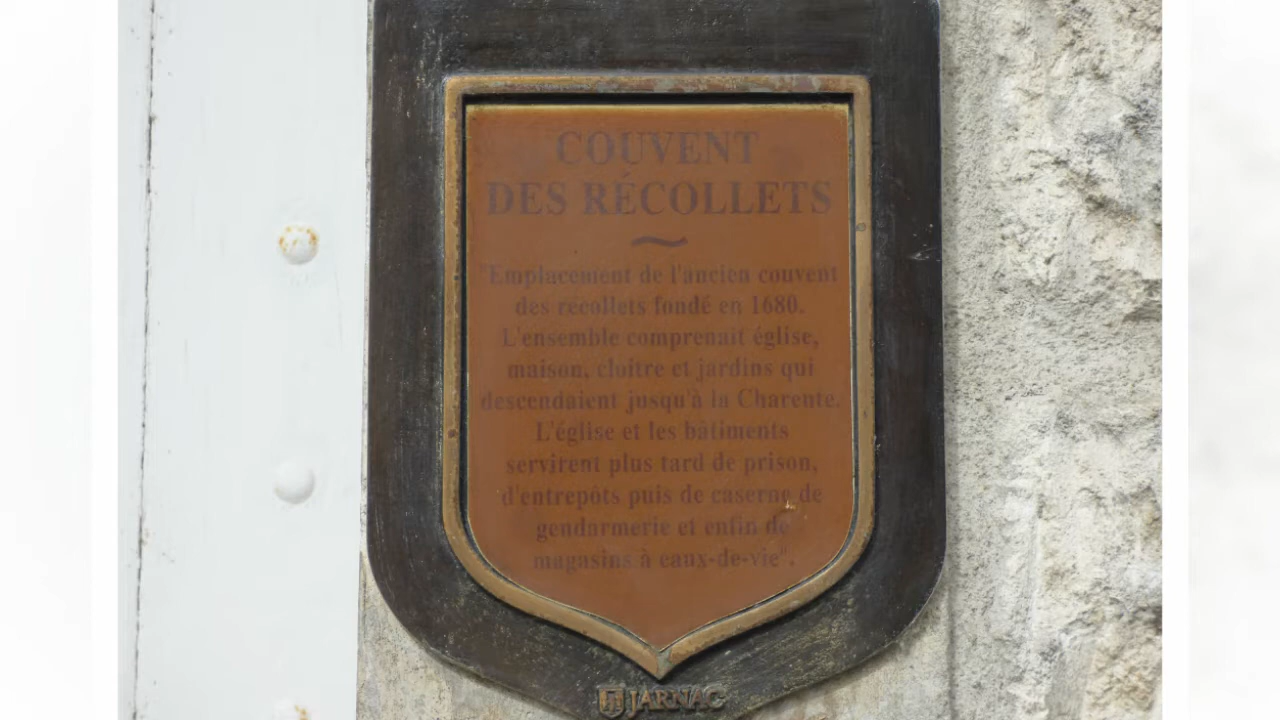 COUVENT
DES RÉCOLLETS
~
"Emplacement de l'ancien couvent
des récollets fondé en 1680.
L'ensemble comprenait église,
maison, cloître et jardins qui
descendaient jusqu'à la Charente.
L'église et les bâtiments
servirent plus tard de prison,
d'entrepôts puis de caserne de
gendarmerie et enfin de
magasins à eaux-de-vie".
JARNAC